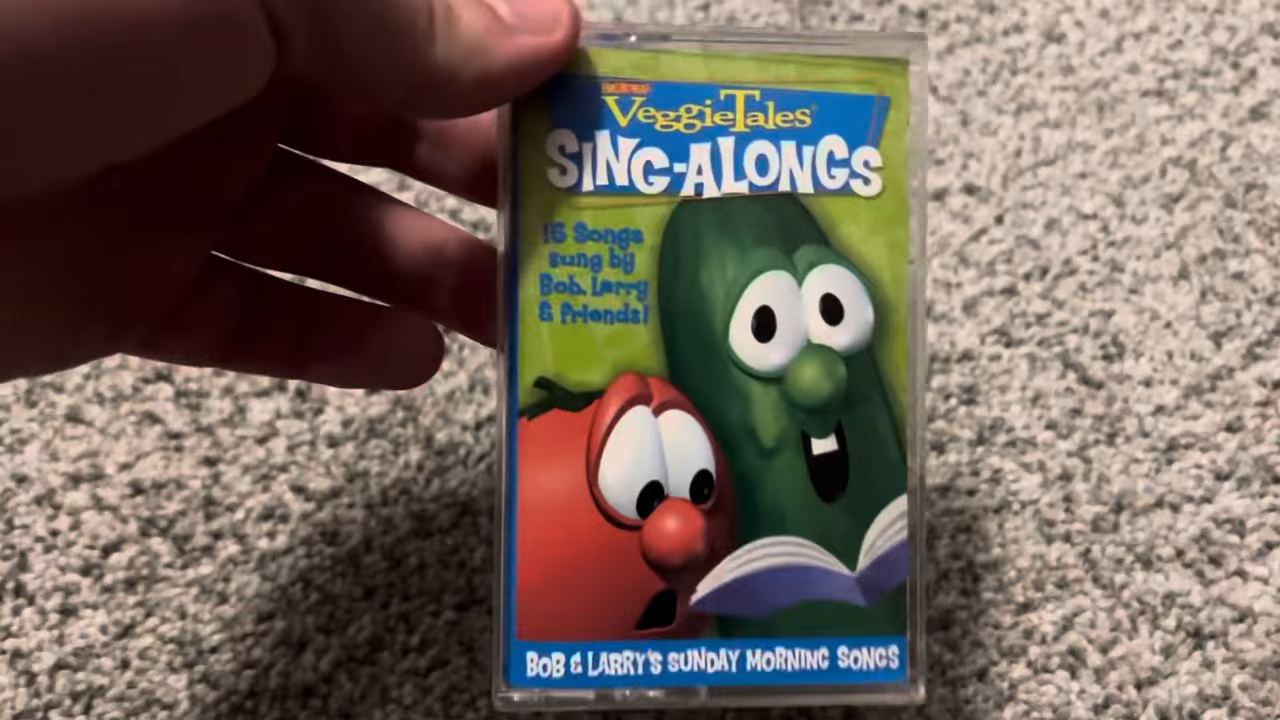 VeggieTales
SING-ALONGS
15 Songs
sung by
Bob, Larry
& friends!
BOB & LARRY'S SUNDAY MORNING SONGS